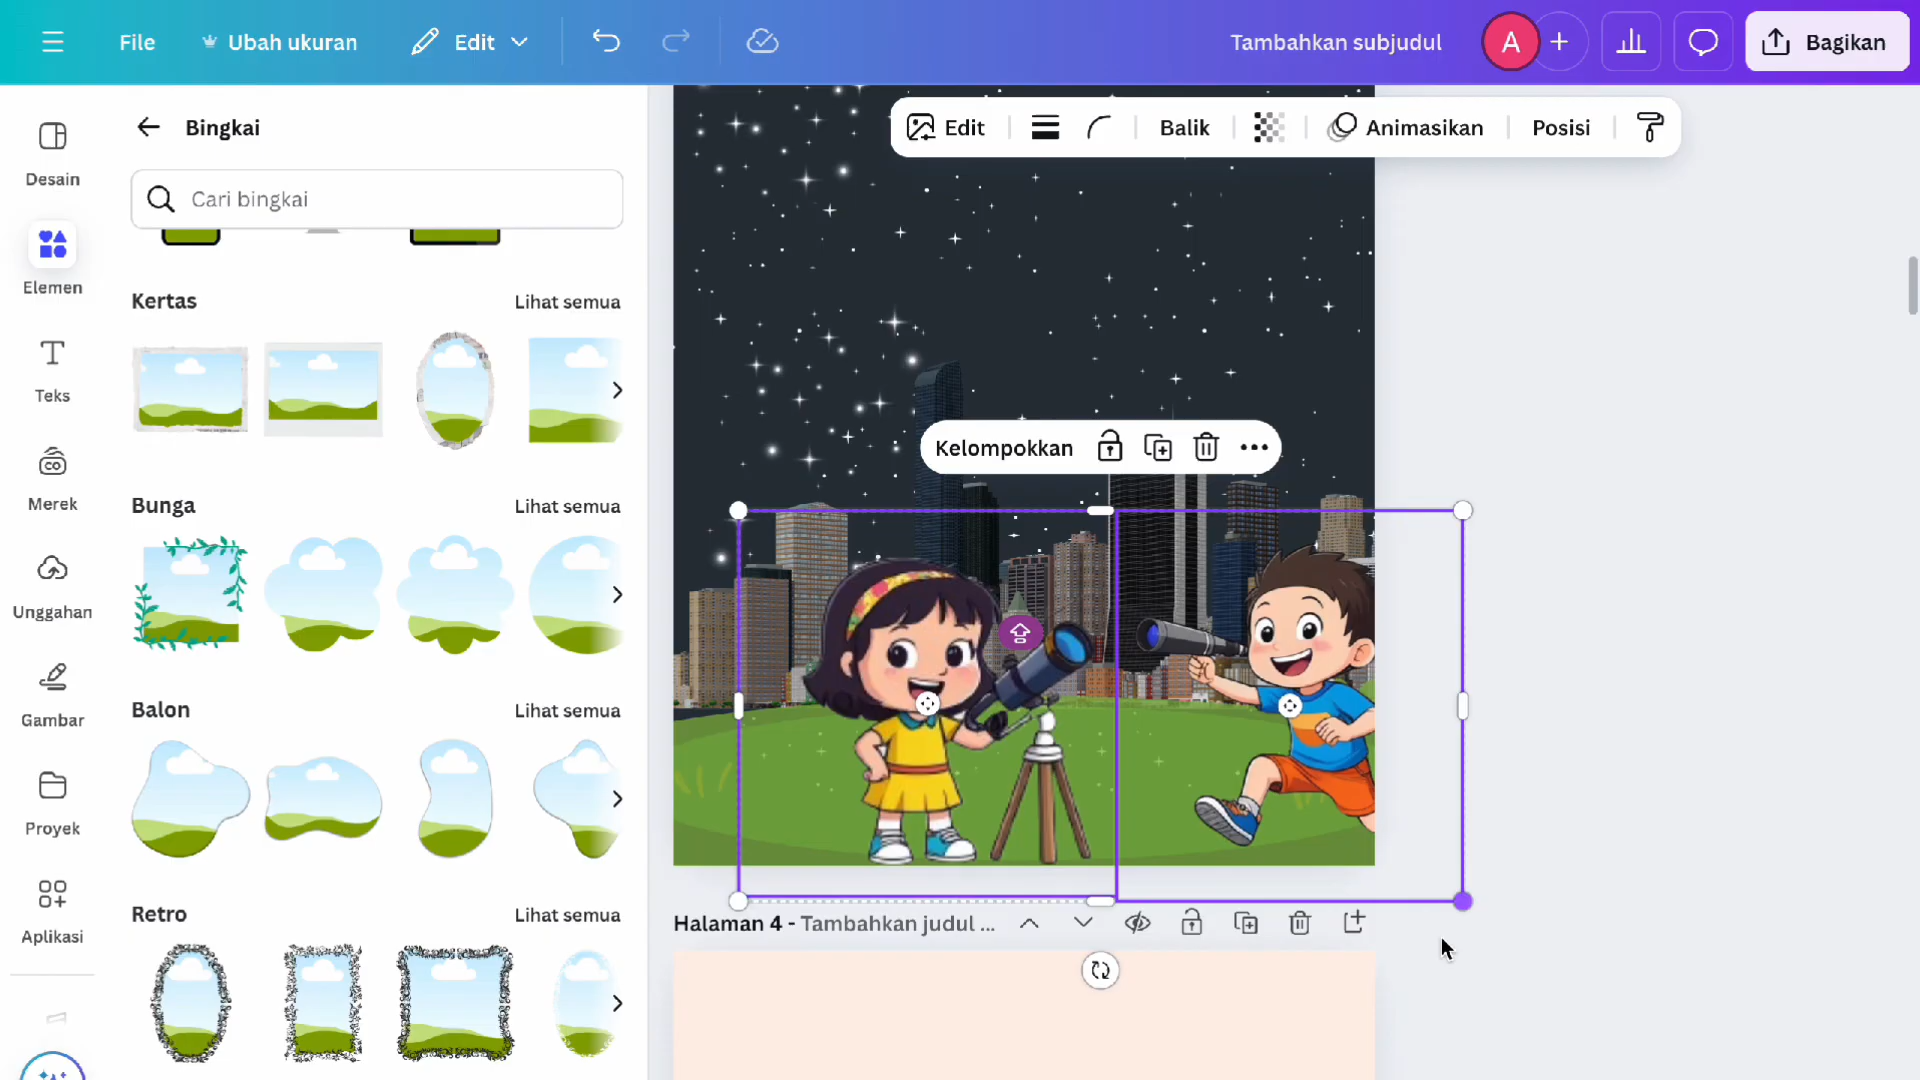 File
Ubah ukuran
Edit
Tambahkan subjudul
A
Bagikan
Desain
Elemen
Teks
Merek
Unggahan
Gambar
Proyek
Aplikasi
Bingkai
Cari bingkai
Kertas
Lihat semua
Bunga
Lihat semua
Balon
Lihat semua
Retro
Lihat semua
Edit
Balik
Animasikan
Posisi
Kelompokkan
Halaman 4 - Tambahkan judul ...